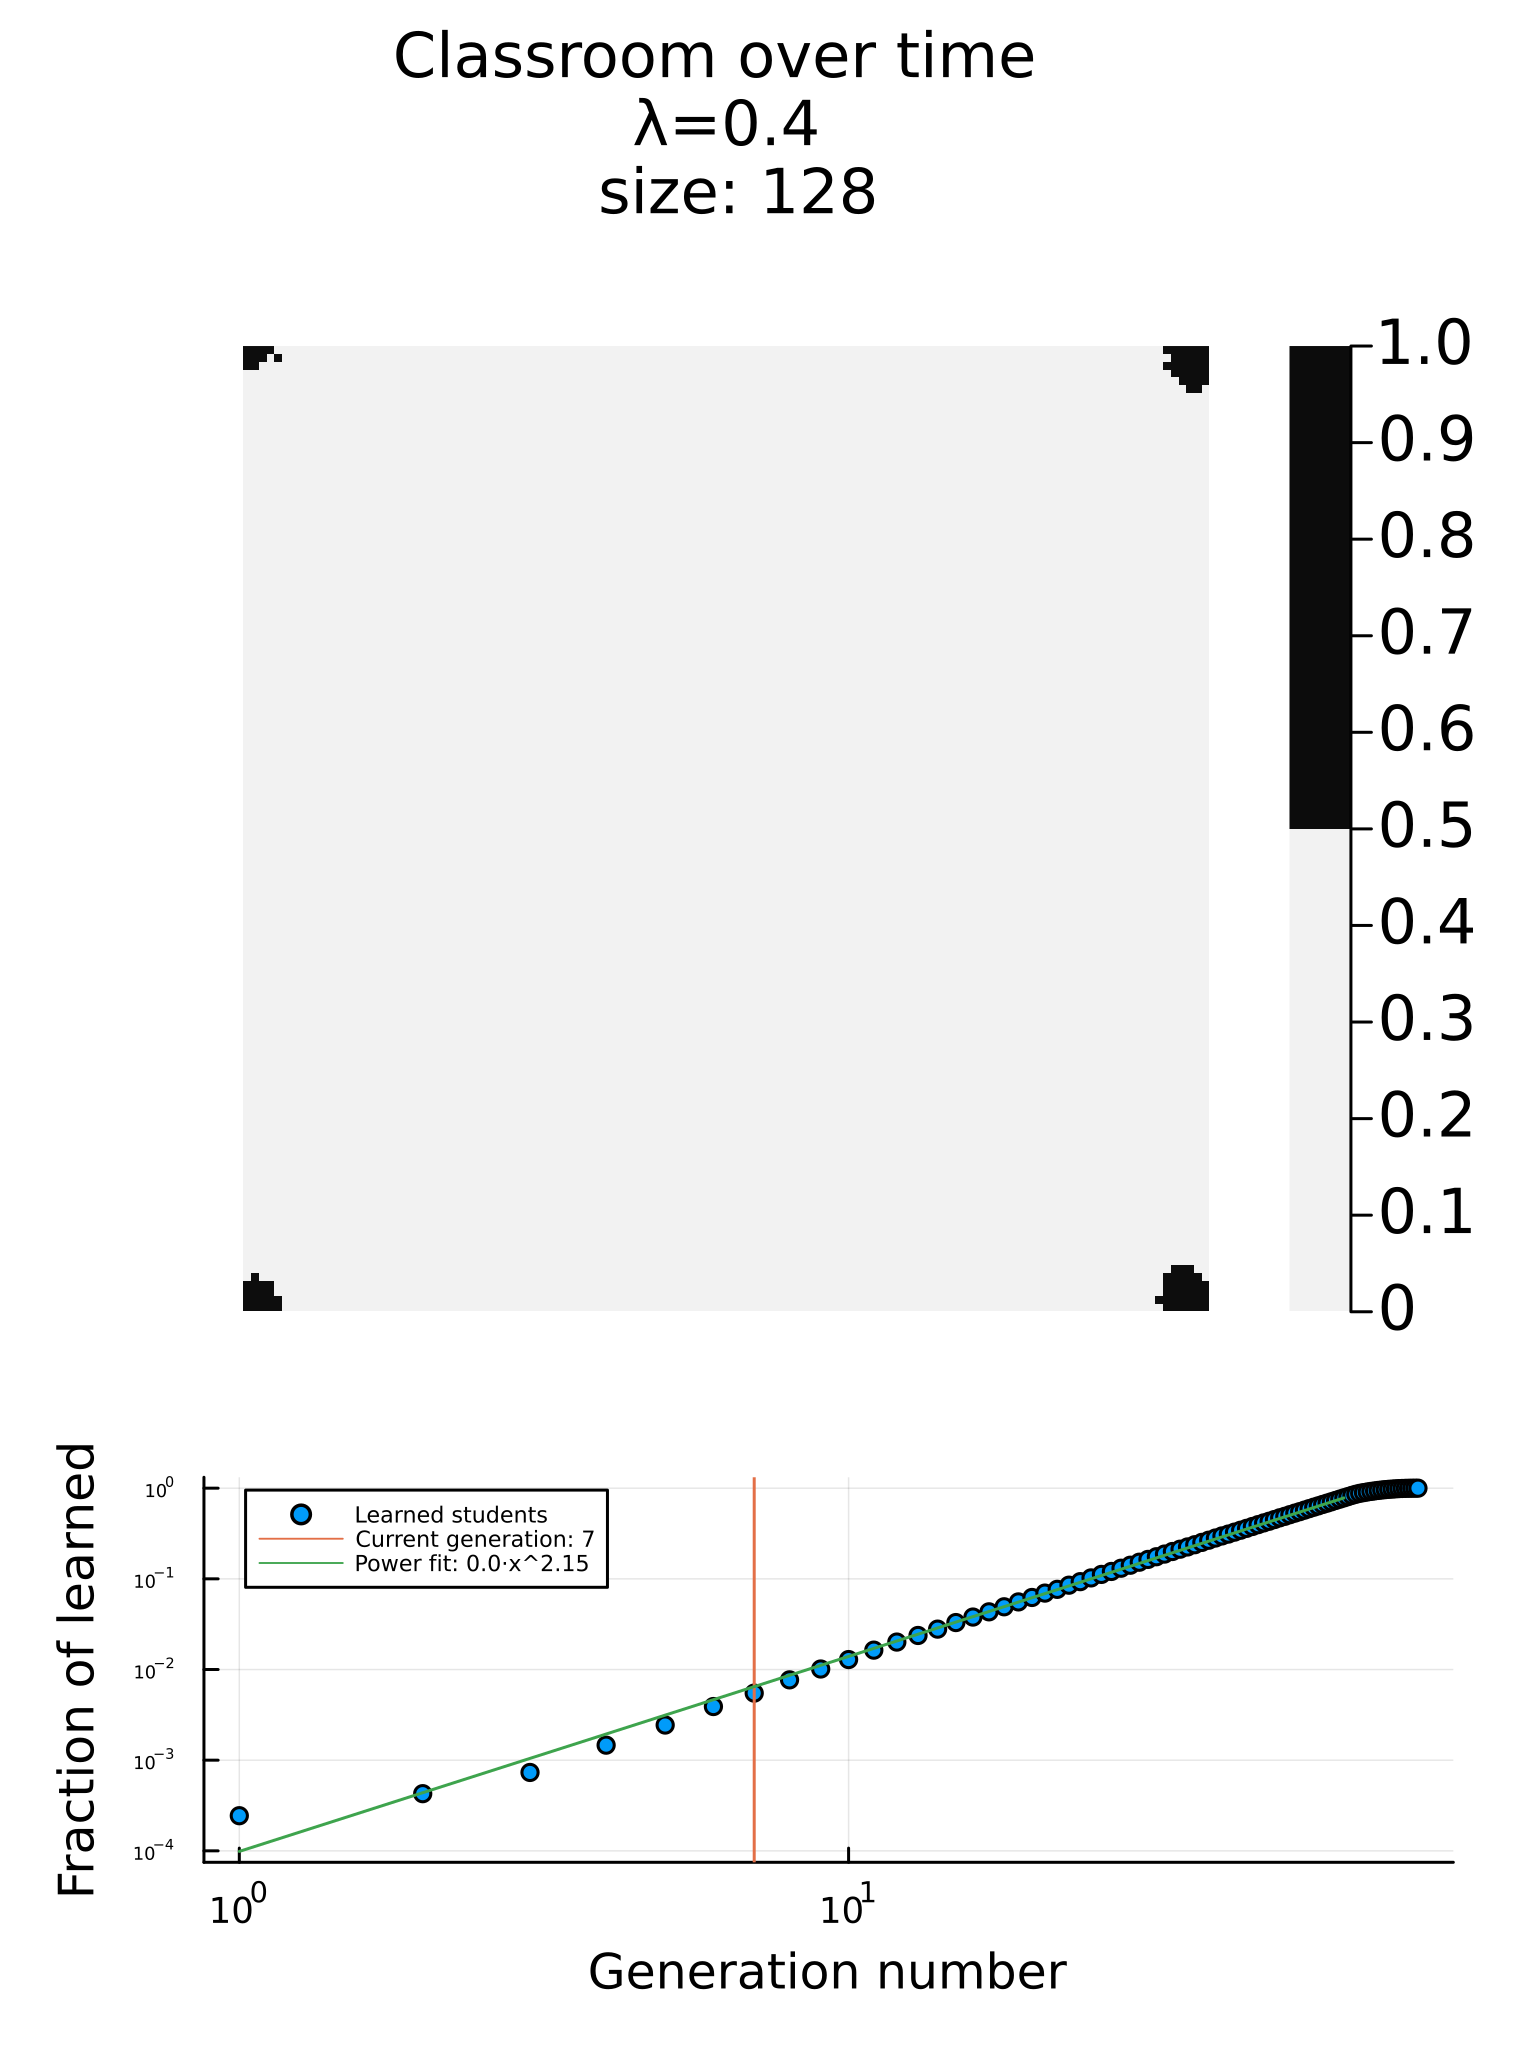 Classroom over time
λ=0.4
size: 128
1.0
0.9
0.8
0.7
0.6
0.5
0.4
0.3
0.2
0.1
0
Fraction of learned
10^0
10^−1
10^−2
10^−3
10^−4
Learned students
Current generation: 7
Power fit: 0.0·x^2.15
10^0 10^1
Generation number